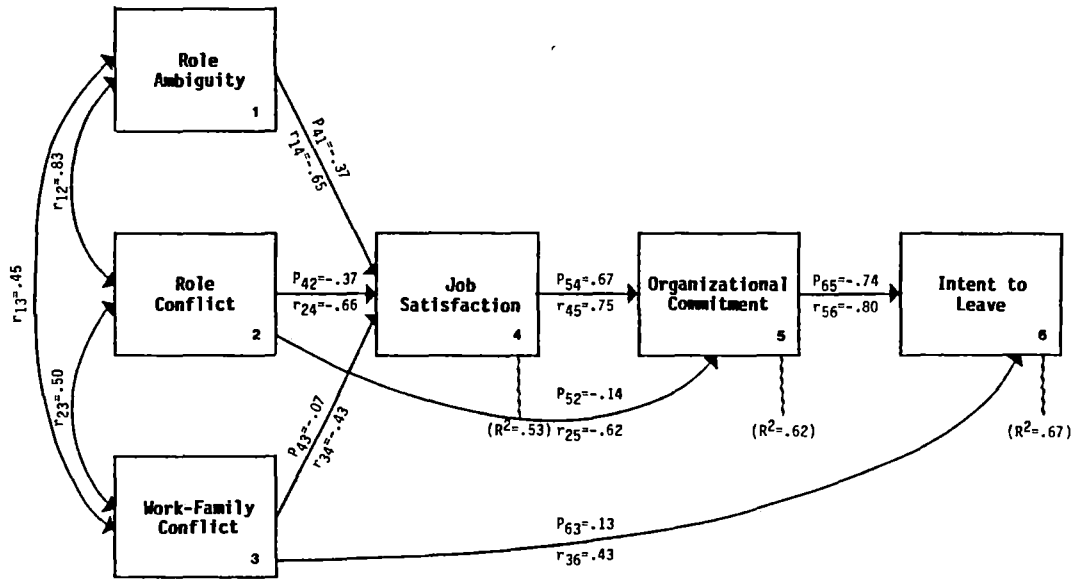 Role
Ambiguity
1
P41=-.37
r14=-.65
r12=.83
r13=.45
Role
Conflict
2
P42=-.37
r24=-.66
Job
Satisfaction
4
P54=.67
r45=.75
Organizational
Commitment
5
P65=-.74
r56=-.80
Intent to
Leave
6
r23=.50
P43=-.07
r34=-.43
P52=-.14
(R²=.53) r25=-.62
(R²=.62)
(R²=.67)
Work-Family
Conflict
3
P63=.13
r36=.43